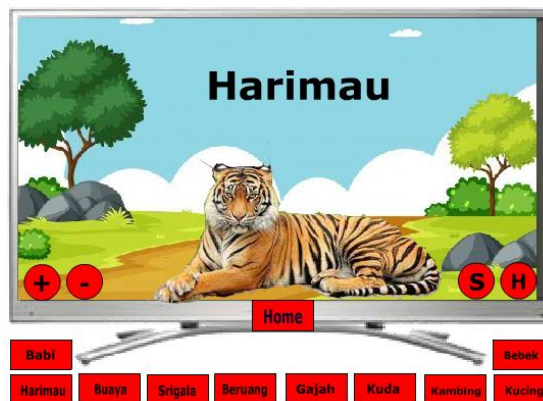 Harimau
+ -
S H
Home
Babi
Bebek
Harimau Buaya Srigala Beruang Gajah Kuda Kambing Kucing